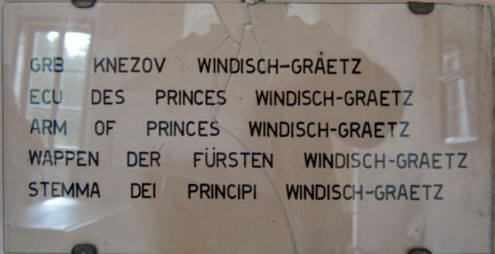 GRB KNEZOV WINDISCH-GRAETZ
ECU DES PRINCES WINDISCH-GRAETZ
ARM OF PRINCES WINDISCH-GRAETZ
WAPPEN DER FÜRSTEN WINDISCH-GRAETZ
STEMMA DEI PRINCIPI WINDISCH-GRAETZ